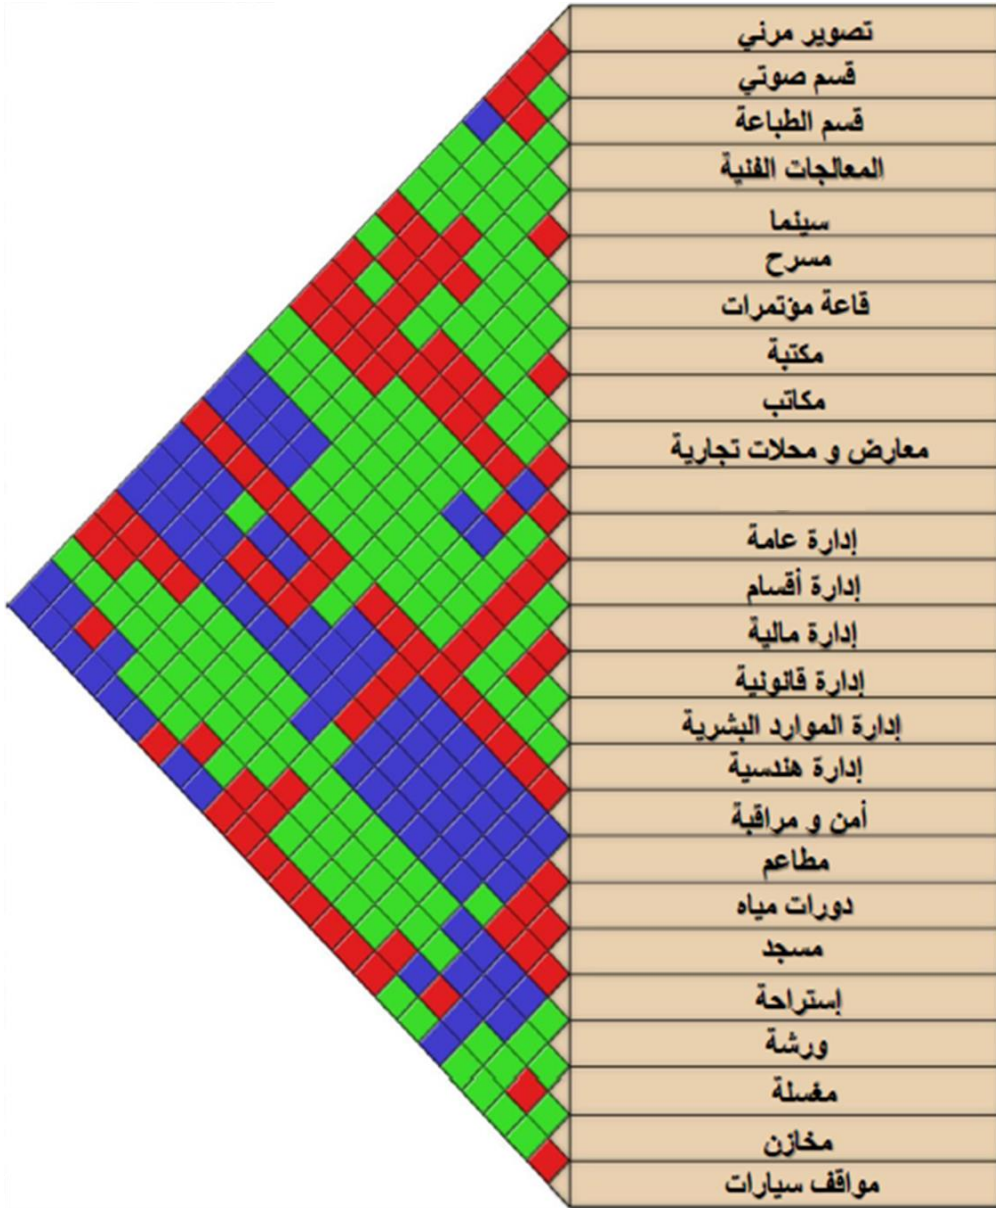 تصوير مرني
قسم صوتي
قسم الطباعة
المعالجات الفنية
سينما
مسرح
قاعة مؤتمرات
مكتبة
مكاتب
معارض و محلات تجارية
إدارة عامة
إدارة أقسام
إدارة مالية
إدارة قانونية
إدارة الموارد البشرية
إدارة هندسية
أمن و مراقبة
مطاعم
دورات مياه
مسجد
إستراحة
ورشة
مغسلة
مخازن
مواقف سيارات